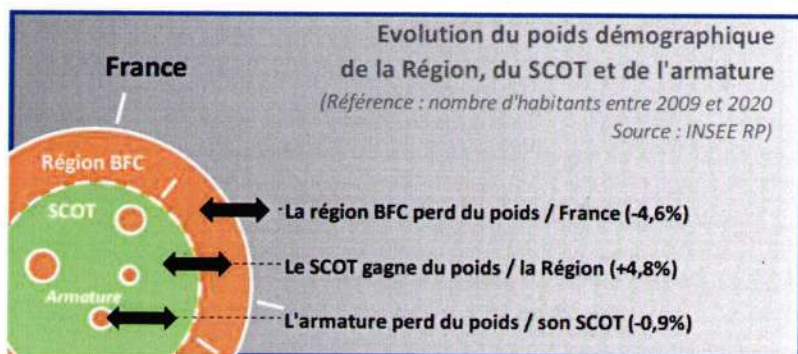 Evolution du poids démographique
de la Région, du SCOT et de l'armature
(Référence : nombre d'habitants entre 2009 et 2020
Source : INSEE RP)
France
Région BFC
SCOT
Armature
La région BFC perd du poids / France (-4,6%)
Le SCOT gagne du poids / la Région (+4,8%)
L'armature perd du poids / son SCOT (-0,9%)